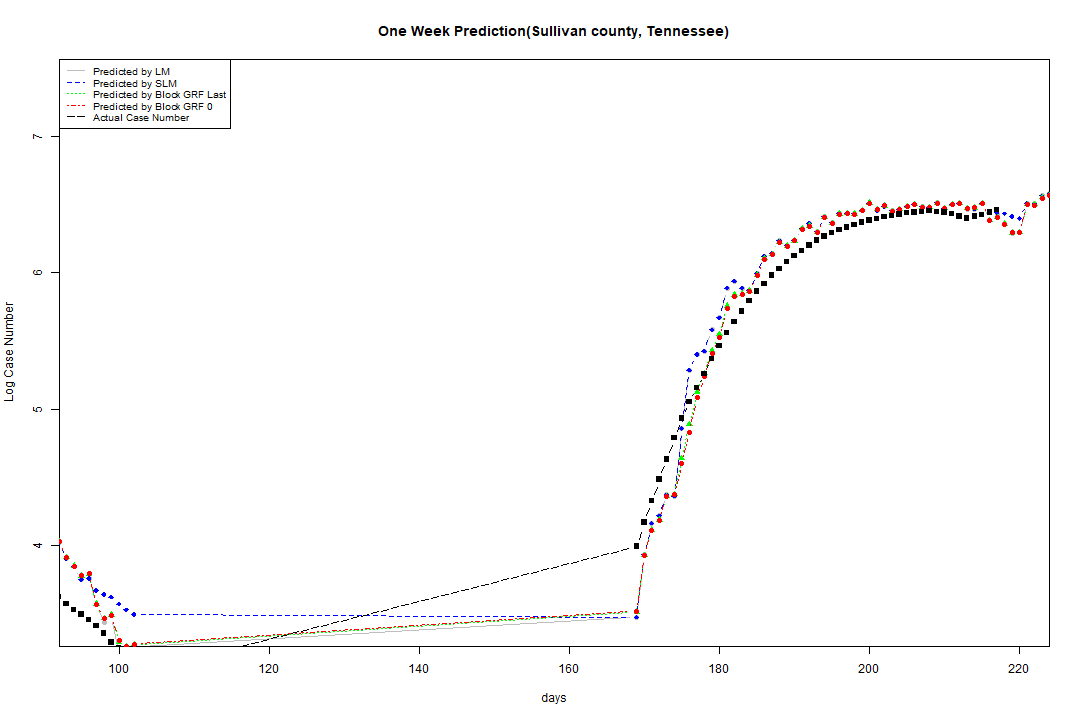 One Week Prediction(Sullivan county, Tennessee)
Predicted by LM
Predicted by SLM
Predicted by Block GRF Last
Predicted by Block GRF 0
Actual Case Number
7
6
5
4
Log Case Number
100 120 140 160 180 200 220
days